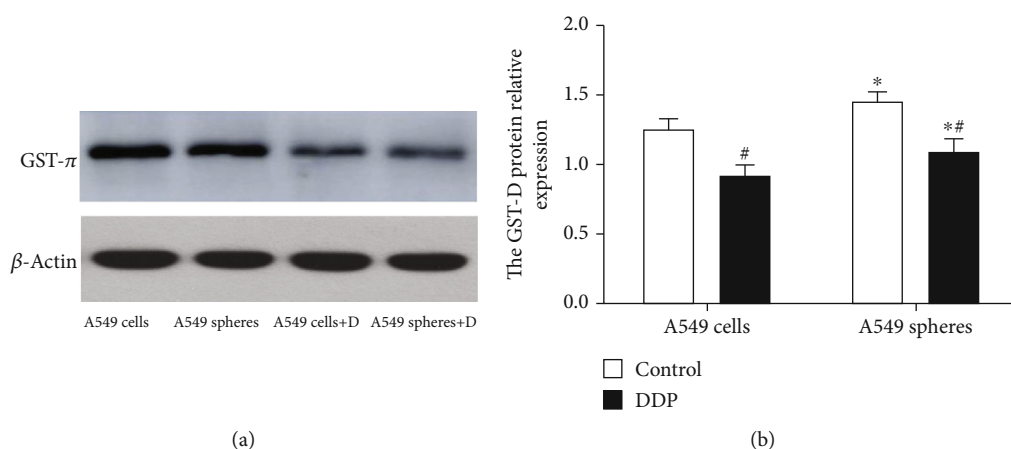 GST-π
β-Actin
A549 cells A549 spheres A549 cells+D A549 spheres+D
(a)
The GST-D protein relative
expression
2.0
1.5
1.0
0.5
0.0
*
#
*#
A549 cells A549 spheres
Control
DDP
(b)